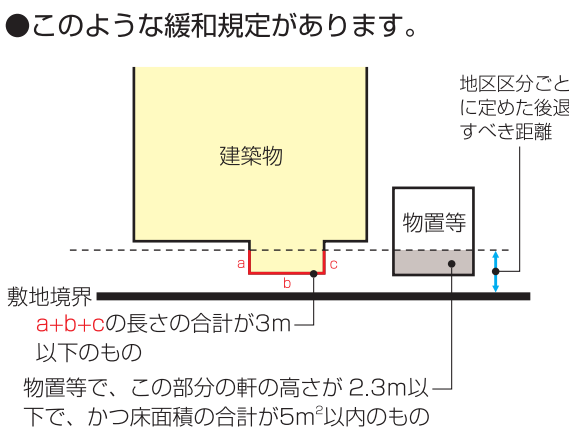 ●このような緩和規定があります。
地区区分ごと
に定めた後退
すべき距離
建築物
物置等
a
c
b
敷地境界
a+b+cの長さの合計が3m
以下のもの
物置等で、この部分の軒の高さが 2.3m以
下で、かつ床面積の合計が5m²以内のもの